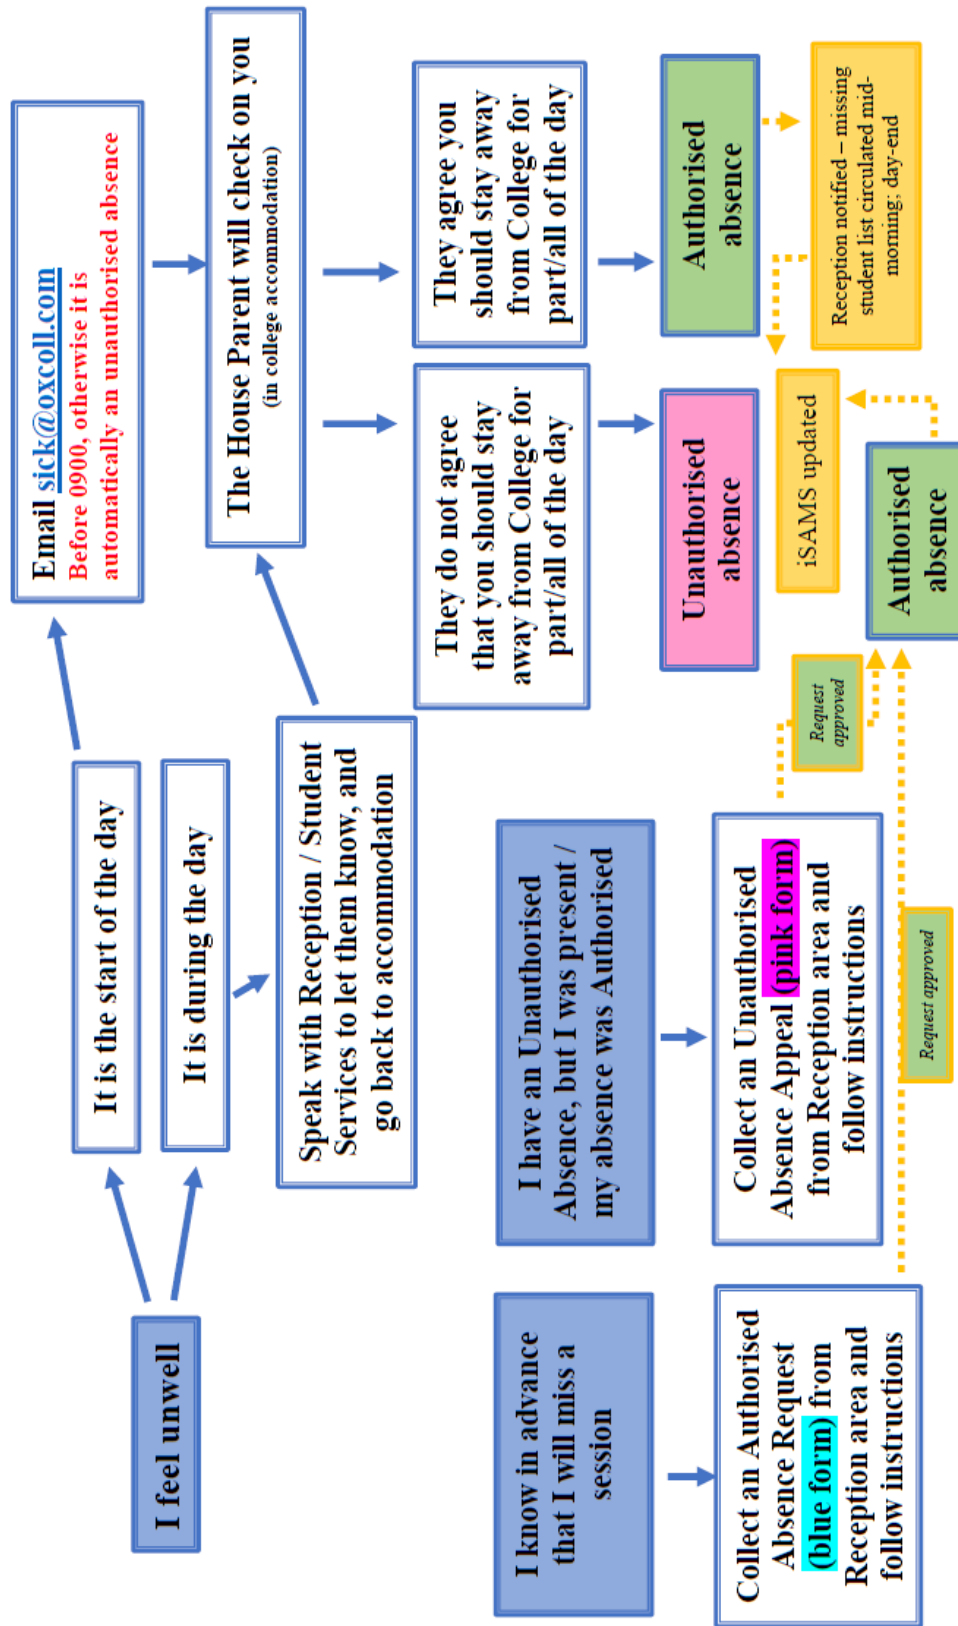 I feel unwell
It is the start of the day
Email sick@oxcoll.com
Before 0900, otherwise it is
automatically an unauthorised absence
It is during the day
The House Parent will check on you
(in college accommodation)
Speak with Reception / Student
Services to let them know, and
go back to accommodation
They do not agree
that you should stay
away from College for
part/all of the day
They agree you
should stay away
from College for
part/all of the day
Unauthorised
absence
Authorised
absence
I know in advance
that I will miss a
session
I have an Unauthorised
Absence, but I was present /
my absence was Authorised
Collect an Authorised
Absence Request
(blue form) from
Reception area and
follow instructions
Collect an Unauthorised
Absence Appeal (pink form)
from Reception area and
follow instructions
Request
approved
Request approved
Authorised
absence
iSAMS updated
Reception notified – missing
student list circulated mid-
morning; day-end